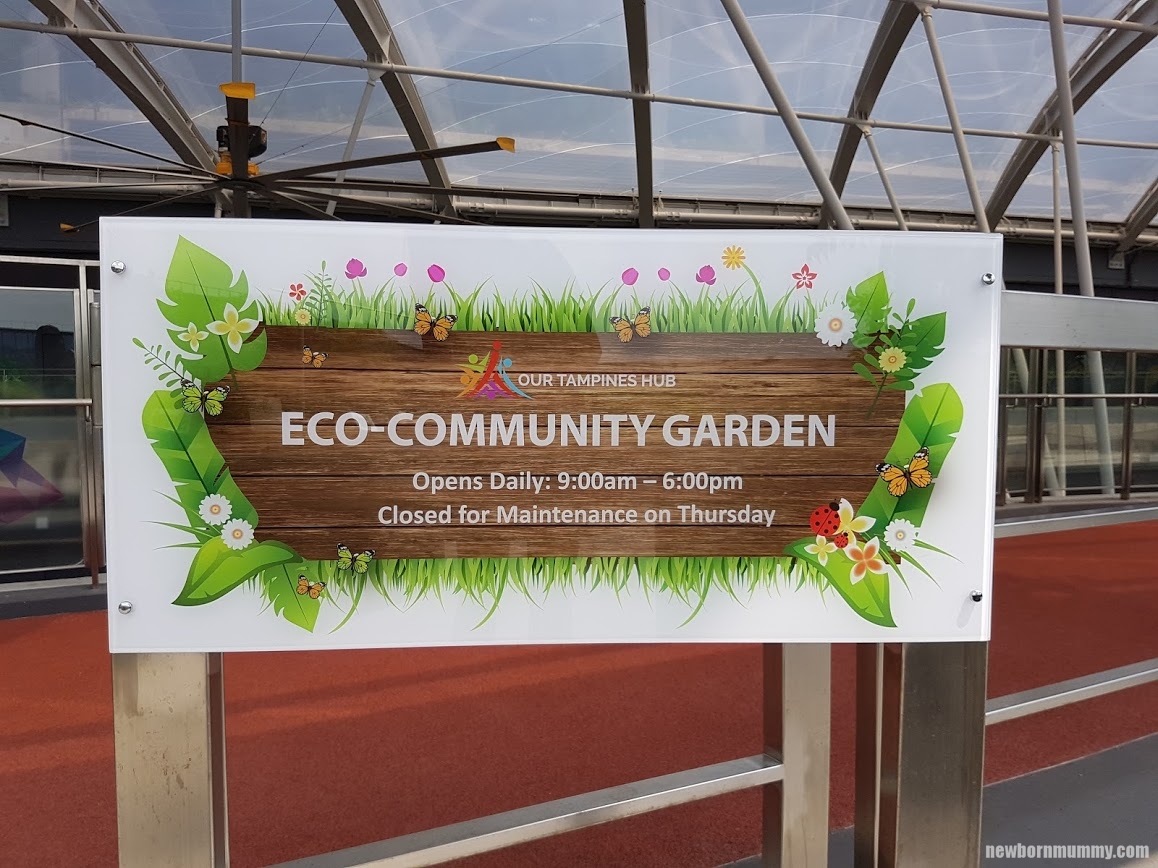 OUR TAMPINES HUB
ECO-COMMUNITY GARDEN
Opens Daily: 9:00am – 6:00pm
Closed for Maintenance on Thursday
newbornmummy.com